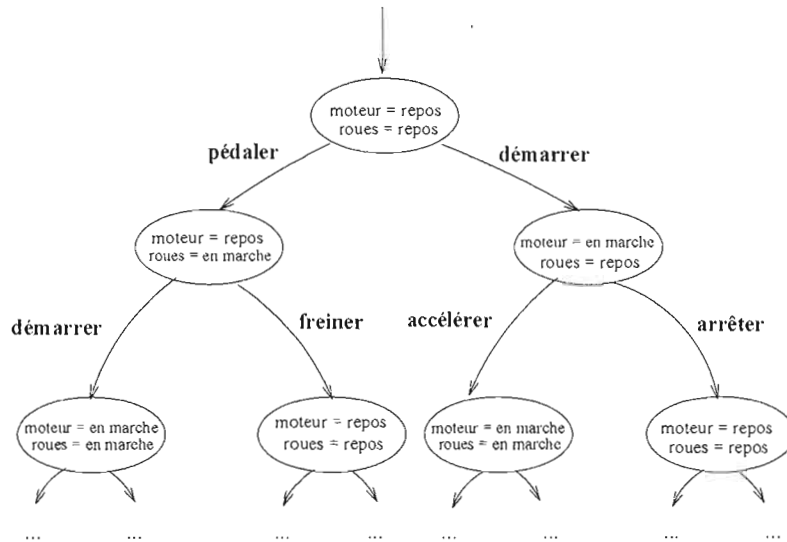 moteur = repos
roues = repos
pédaler
démarrer
moteur = repos
roues = en marche
moteur = en marche
roues = repos
démarrer
freiner
accélérer
arrêter
moteur = en marche
roues = en marche
moteur = repos
roues = repos
moteur = en marche
roues = en marche
moteur = repos
roues = repos
... ... ... ... ... ... ... ...